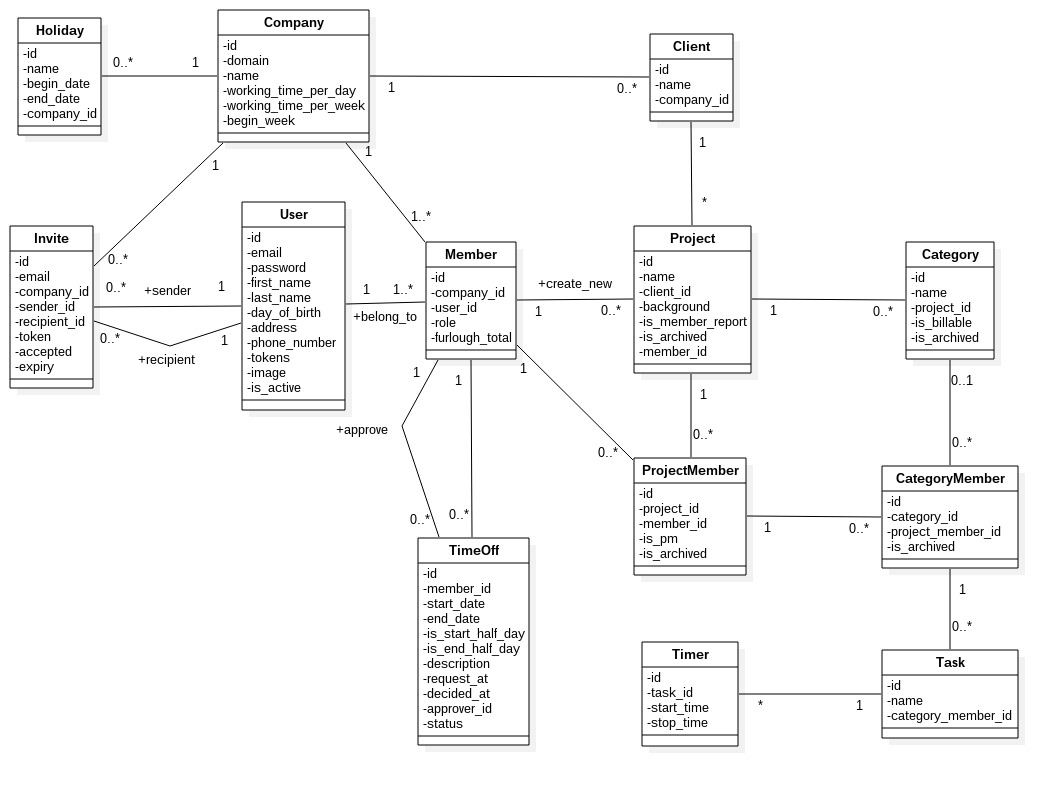 Holiday
-id
-name
-begin_date
-end_date
-company_id
0..*
1
Company
-id
-domain
-name
-working_time_per_day
-working_time_per_week
-begin_week
1
0..*
Client
-id
-name
-company_id
1
*
1
0..*
1
1..*
Invite
-id
-email
-company_id
-sender_id
-recipient_id
-token
-accepted
-expiry
0..*
+sender
1
0..*
+recipient
1
User
-id
-email
-password
-first_name
-last_name
-day_of_birth
-address
-phone_number
-tokens
-image
-is_active
1
1..*
+belong_to
Member
-id
-company_id
-user_id
-role
-furlough_total
+create_new
1
0..*
Project
-id
-name
-client_id
-background
-is_member_report
-is_archived
-member_id
1
0..*
Category
-id
-name
-project_id
-is_billable
-is_archived
1
+approve
0..*
1
0..*
1
0..*
1
0..*
0..1
0..*
ProjectMember
-id
-project_id
-member_id
-is_pm
-is_archived
1
0..*
CategoryMember
-id
-category_id
-project_member_id
-is_archived
1
0..*
TimeOff
-id
-member_id
-start_date
-end_date
-is_start_half_day
-is_end_half_day
-description
-request_at
-decided_at
-approver_id
-status
Timer
-id
-task_id
-start_time
-stop_time
*
1
Task
-id
-name
-category_member_id